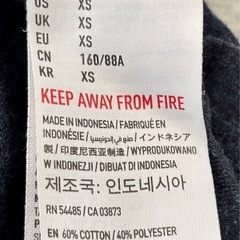 US XS
UK XS
EU XS
CN 160/88A
KR XS
KEEP AWAY FROM FIRE
MADE IN INDONESIA / FABRIQUÉ EN
INDONÉSIE / صنع في إندونيسيا / インドネシア
製 / 印度尼西亚制造 / WYPRODUKOWANO
W INDONEZJI / DIBUAT DI INDONESIA
제조국: 인도네시아
RN 54485 / CA 03873
EN 60% COTTON / 40% POLYESTER